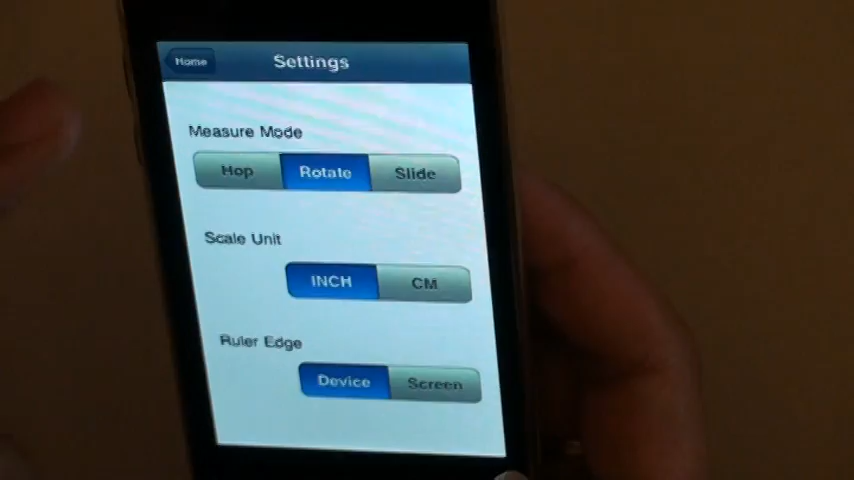 Home Settings
Measure Mode
Hop Rotate Slide
Scale Unit
INCH CM
Ruler Edge
Device Screen